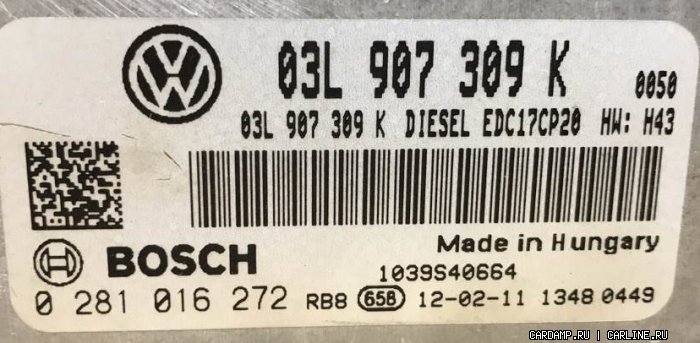 03L 907 309 K 0050
03L 907 309 K DIESEL EDC17CP20 HW: H43
Made in Hungary
BOSCH
1039S40664
0 281 016 272 RB8 658 12-02-11 1348 0449
CARDAMP.RU | CARLINE.RU